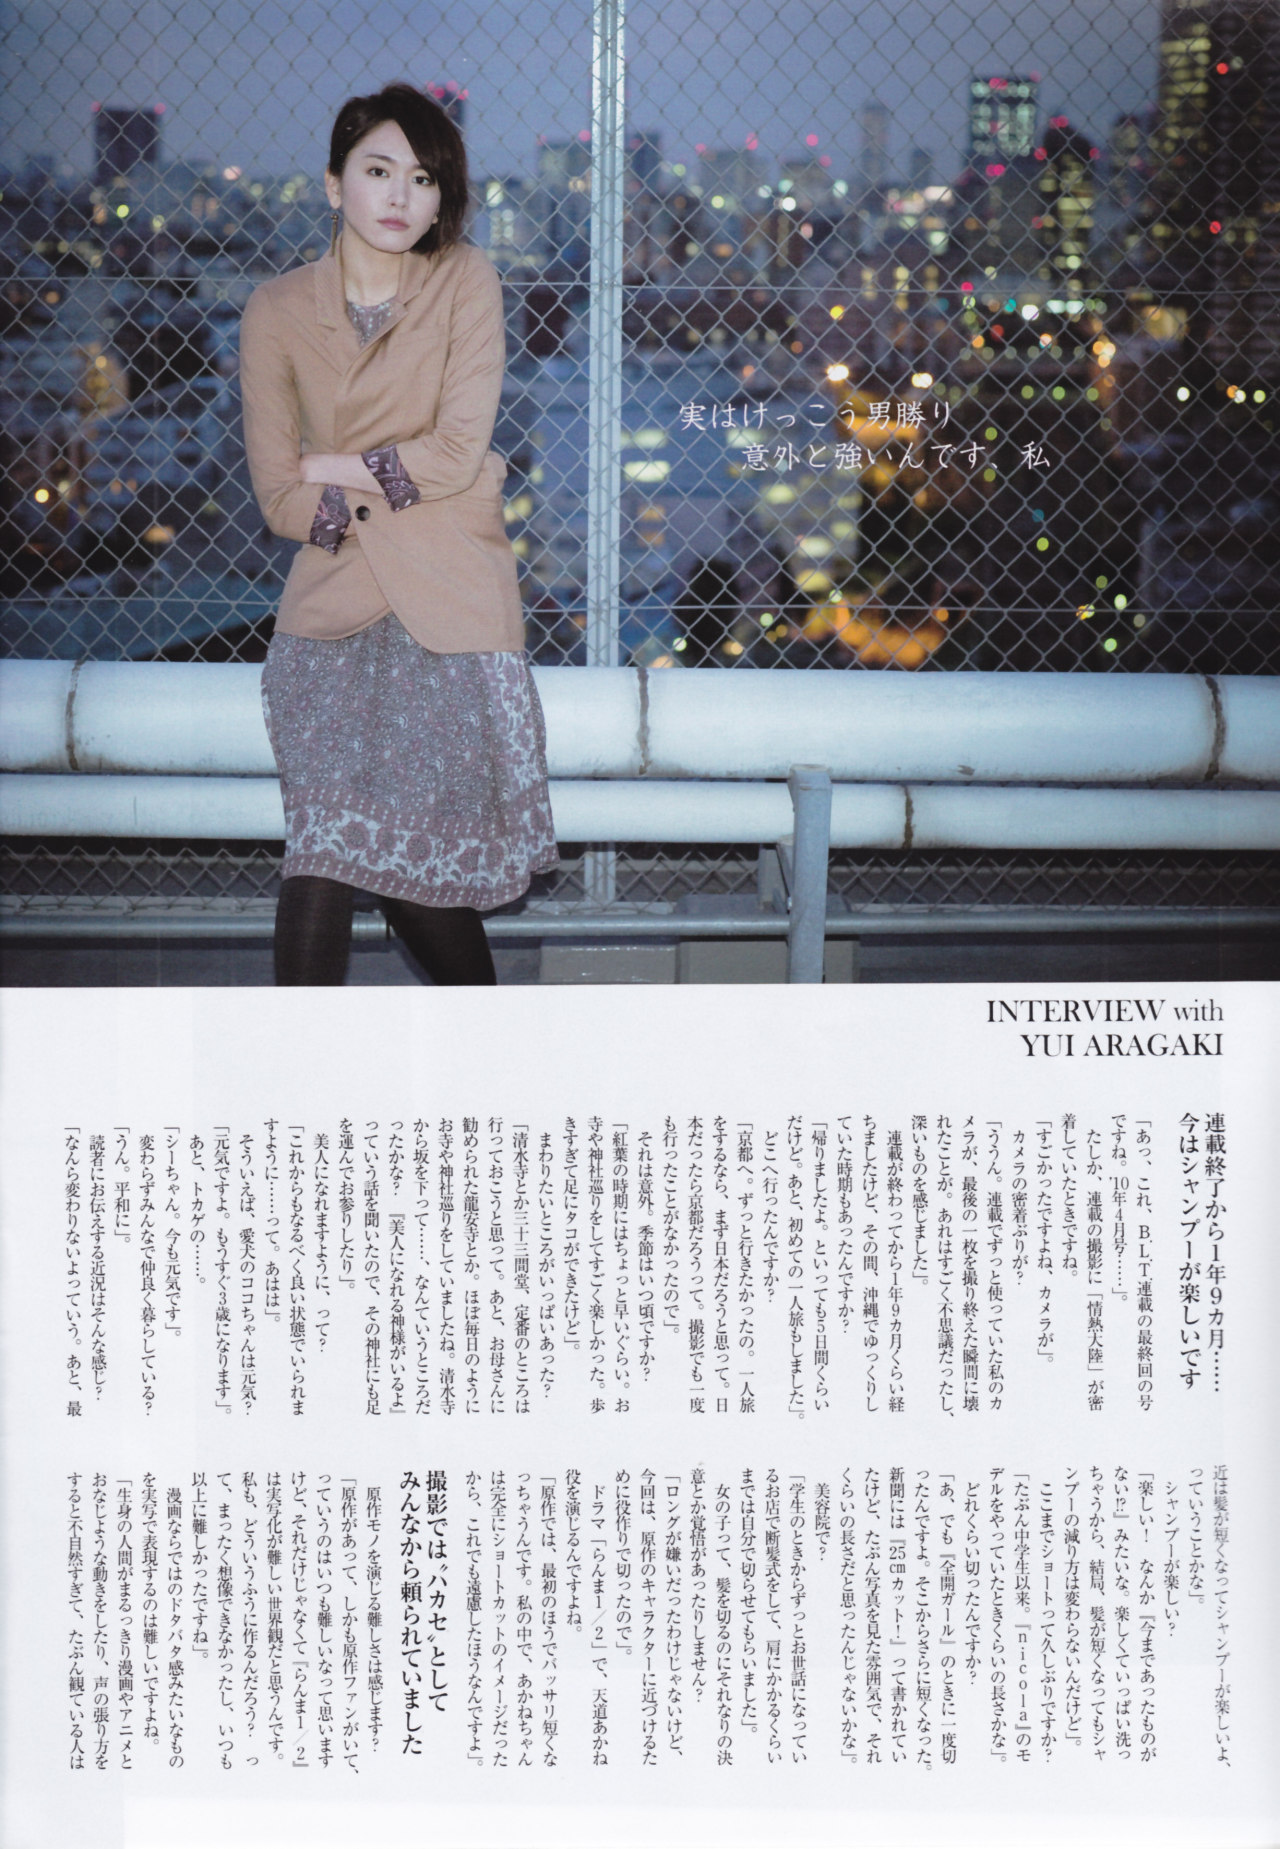 実はけっこう男勝り
意外と強いんです、私
INTERVIEW with
YUI ARAGAKI
連載終了から1年9カ月……
今はシャンプーが楽しいです
「あっ、これ、B.L.T.連載の最終回の号
ですね。'10年4月号……」。
たしか、連載の撮影に「情熱大陸」が密
着していたときですね。
「すごかったですよね、カメラが」。
カメラの密着ぶりが?
「ううん。連載でずっと使っていた私のカ
メラが、最後の一枚を撮り終えた瞬間に壊
れたことが。あれはすごく不思議だったし、
深いものを感じました」。
連載が終わってから1年9カ月くらい経
ちましたけど、その間、沖縄でゆっくりし
ていた時期もあったんですか?
「帰りましたよ。といっても5日間くらい
だけど。あと、初めての一人旅もしました」。
どこへ行ったんですか?
「京都へ。ずっと行きたかったの。一人旅
をするなら、まず日本だろうと思って。日
本だったら京都だろうって。撮影でも一度
も行ったことがなかったので」。
それは意外。季節はいつ頃ですか?
「紅葉の時期にはちょっと早いぐらい。お
寺や神社巡りをしてすごく楽しかった。歩
きすぎて足にタコができたけど」。
まわりたいところがいっぱいあった?
「清水寺とか三十三間堂、定番のところは
行っておこうと思って。あと、お母さんに
勧められた龍安寺とか。ほぼ毎日のように
お寺や神社巡りをしていましたね。清水寺
から坂を下って……、なんていうところだ
ったかな?『美人になれる神様がいるよ』
っていう話を聞いたので、その神社にも足
を運んでお参りしたり」。
美人になれますように、って?
「これからもなるべく良い状態でいられま
すように……って。あはは」。
そういえば、愛犬のココちゃんは元気?
「元気ですよ。もうすぐ3歳になります」。
あと、トカゲの……。
「シーちゃん。今も元気です」。
変わらずみんなで仲良く暮らしている?
「うん。平和に」。
読者にお伝えする近況はそんな感じ?
「なんら変わりないよっていう。あと、最
近は髪が短くなってシャンプーが楽しいよ、
っていうことかな」。
シャンプーが楽しい?
「楽しい! なんか『今まであったものが
ない!?』みたいな。楽しくていっぱい洗っ
ちゃうから、結局、髪が短くなってもシャ
ンプーの減り方は変わらないんだけど」。
ここまでショートって久しぶりですか?
「たぶん中学生以来。『nicola』のモ
デルをやっていたときくらいの長さかな」。
どれくらい切ったんですか?
「あ、でも『全開ガール』のときに一度切
ったんですよ。そこからさらに短くなった。
新聞には『25cmカット!』って書かれてい
たけど、たぶん写真を見た雰囲気で、それ
くらいの長さだと思ったんじゃないかな」。
美容院で?
「学生のときからずっとお世話になってい
るお店で断髪式をして、肩にかかるくらい
までは自分で切らせてもらいました」。
女の子って、髪を切るのにそれなりの決
意とか覚悟があったりしません?
「ロングが嫌いだったわけじゃないけど、
今回は、原作のキャラクターに近づけるた
めに役作りで切ったので」。
ドラマ「らんま1/2」で、天道あかね
役を演じるんですよね。
「原作では、最初のほうでバッサリ短くな
っちゃうんです。私の中で、あかねちゃん
は完全にショートカットのイメージだった
から、これでも遠慮したほうなんですよ」。
撮影では“ハカセ”として
みんなから頼られていました
原作モノを演じる難しさは感じます?
「原作があって、しかも原作ファンがいて、
っていうのはいつも難しいなって思います
けど、それだけじゃなくて『らんま1/2』
は実写化が難しい世界観だと思うんです。
私も、どういうふうに作るんだろう? っ
て、まったく想像できなかったし、いつも
以上に難しかったですね」。
漫画ならではのドタバタ感みたいなもの
を実写で表現するのは難しいですよね。
「生身の人間がまるっきり漫画やアニメと
おなじような動きをしたり、声の張り方を
すると不自然すぎて、たぶん観ている人は